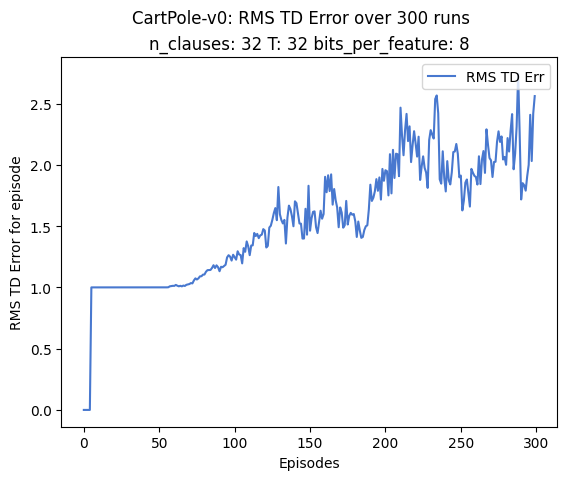 CartPole-v0: RMS TD Error over 300 runs
n_clauses: 32 T: 32 bits_per_feature: 8
RMS TD Err
RMS TD Error for episode
2.5
2.0
1.5
1.0
0.5
0.0
0
50
100
150
200
250
300
Episodes